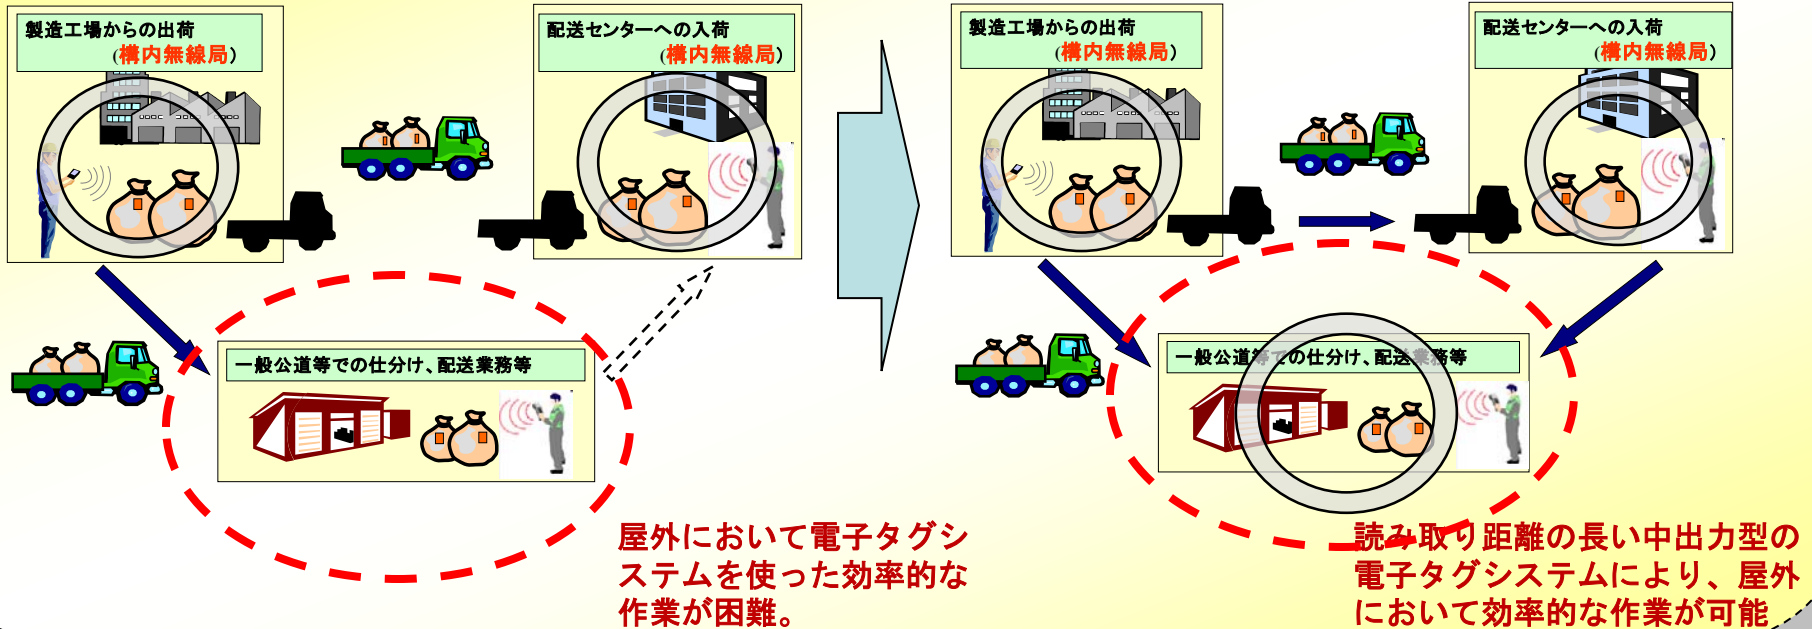 製造工場からの出荷
(構内無線局)
配送センターへの入荷
(構内無線局)
一般公道等での仕分け、配送業務等
屋外において電子タグシ
ステムを使った効率的な
作業が困難。
製造工場からの出荷
(構内無線局)
配送センターへの入荷
(構内無線局)
一般公道等での仕分け、配送業務等
読み取り距離の長い中出力型の
電子タグシステムにより、屋外
において効率的な作業が可能